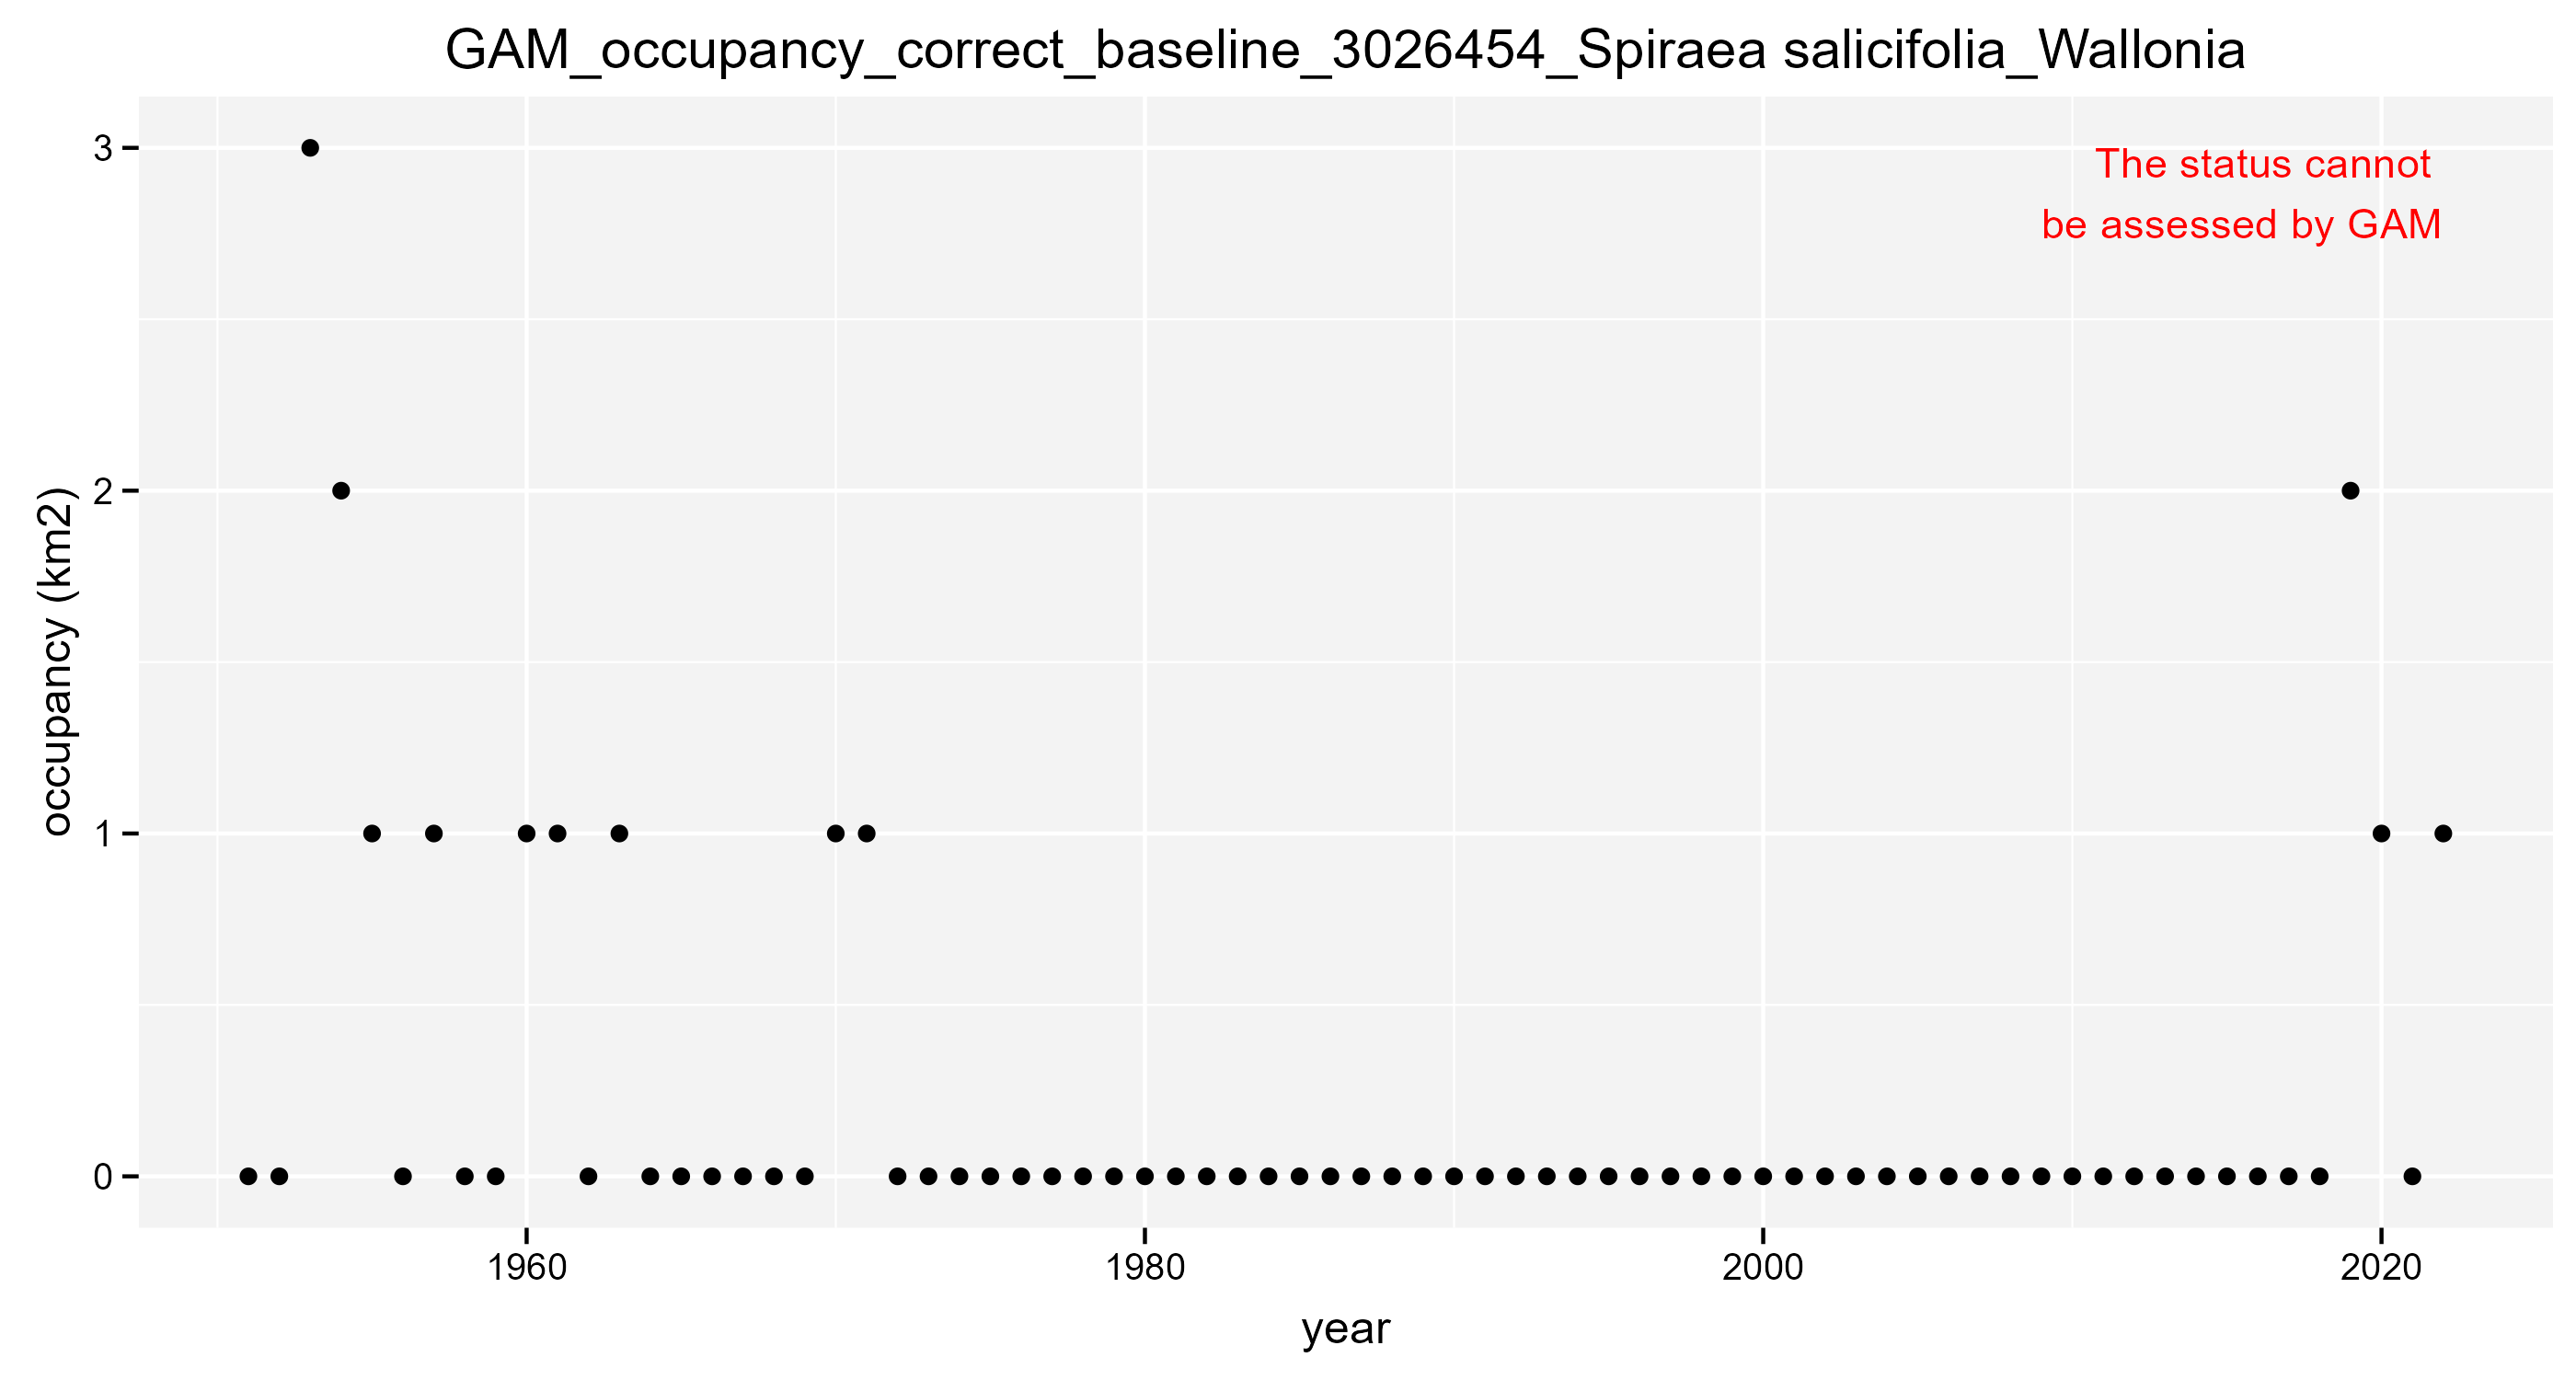 GAM_occupancy_correct_baseline_3026454_Spiraea salicifolia_Wallonia
The status cannot
be assessed by GAM
occupancy (km2)
3
2
1
0
1960
1980
2000
2020
year